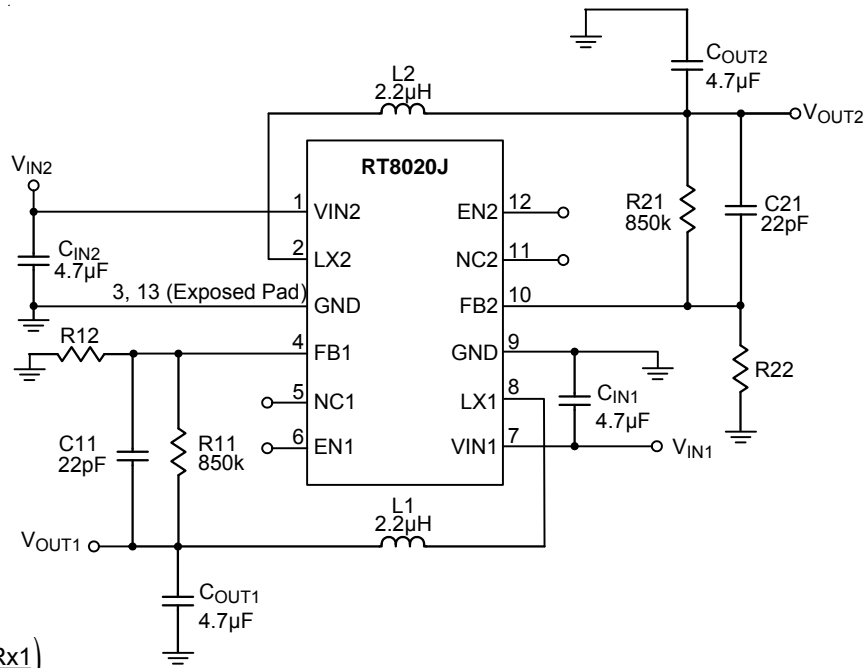 COUT2
4.7µF
L2
2.2µH
VOUT2
VIN2
RT8020J
1
VIN2
EN2
12
R21
850k
C21
22pF
CIN2
4.7µF
2
LX2
NC2
11
3, 13 (Exposed Pad)
GND
FB2
10
R12
4
FB1
GND
9
R22
5
NC1
LX1
8
CIN1
4.7µF
C11
22pF
R11
850k
6
EN1
VIN1
7
VIN1
L1
2.2µH
VOUT1
COUT1
4.7µF
Rx1)